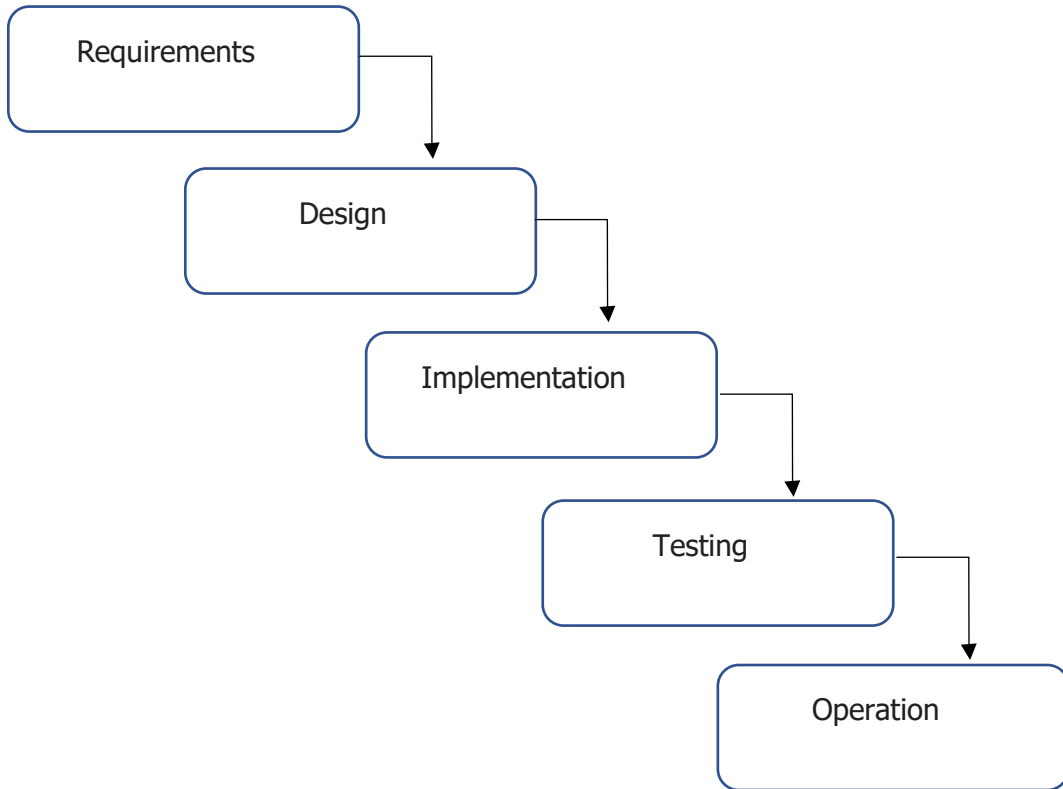 Requirements
Design
Implementation
Testing
Operation